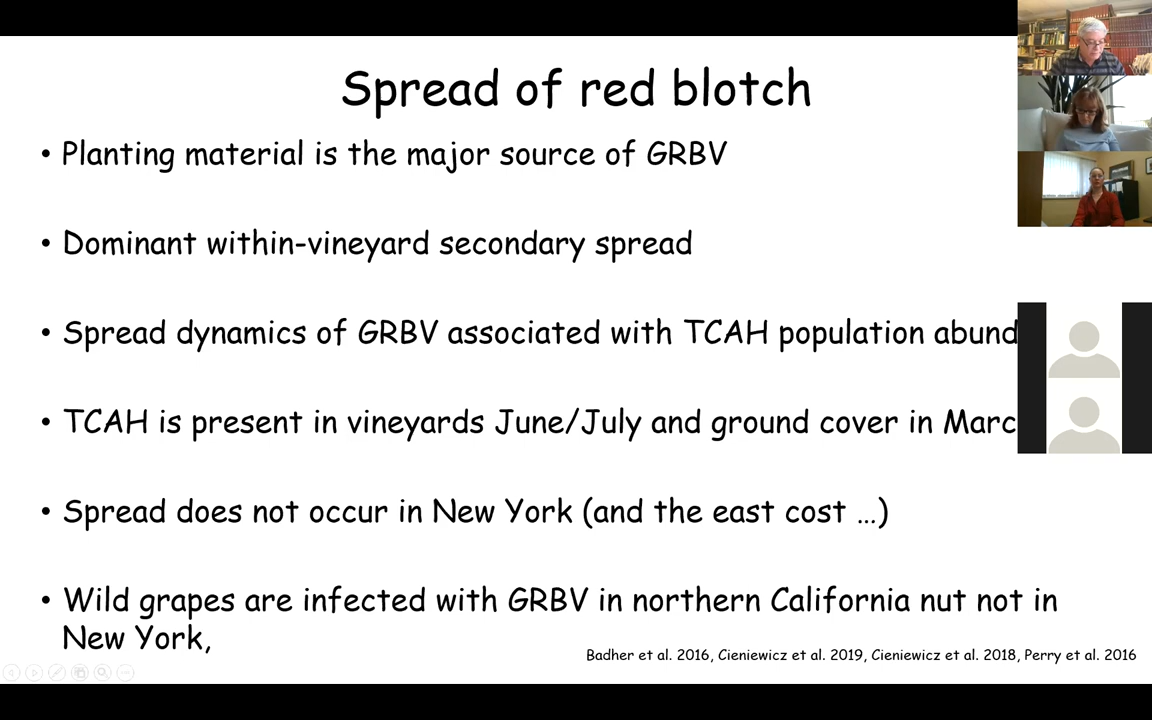 Spread of red blotch
• Planting material is the major source of GRBV
• Dominant within-vineyard secondary spread
• Spread dynamics of GRBV associated with TCAH population abund
• TCAH is present in vineyards June/July and ground cover in Marc
• Spread does not occur in New York (and the east cost …)
• Wild grapes are infected with GRBV in northern California nut not in
New York,
Badher et al. 2016, Cieniewicz et al. 2019, Cieniewicz et al. 2018, Perry et al. 2016